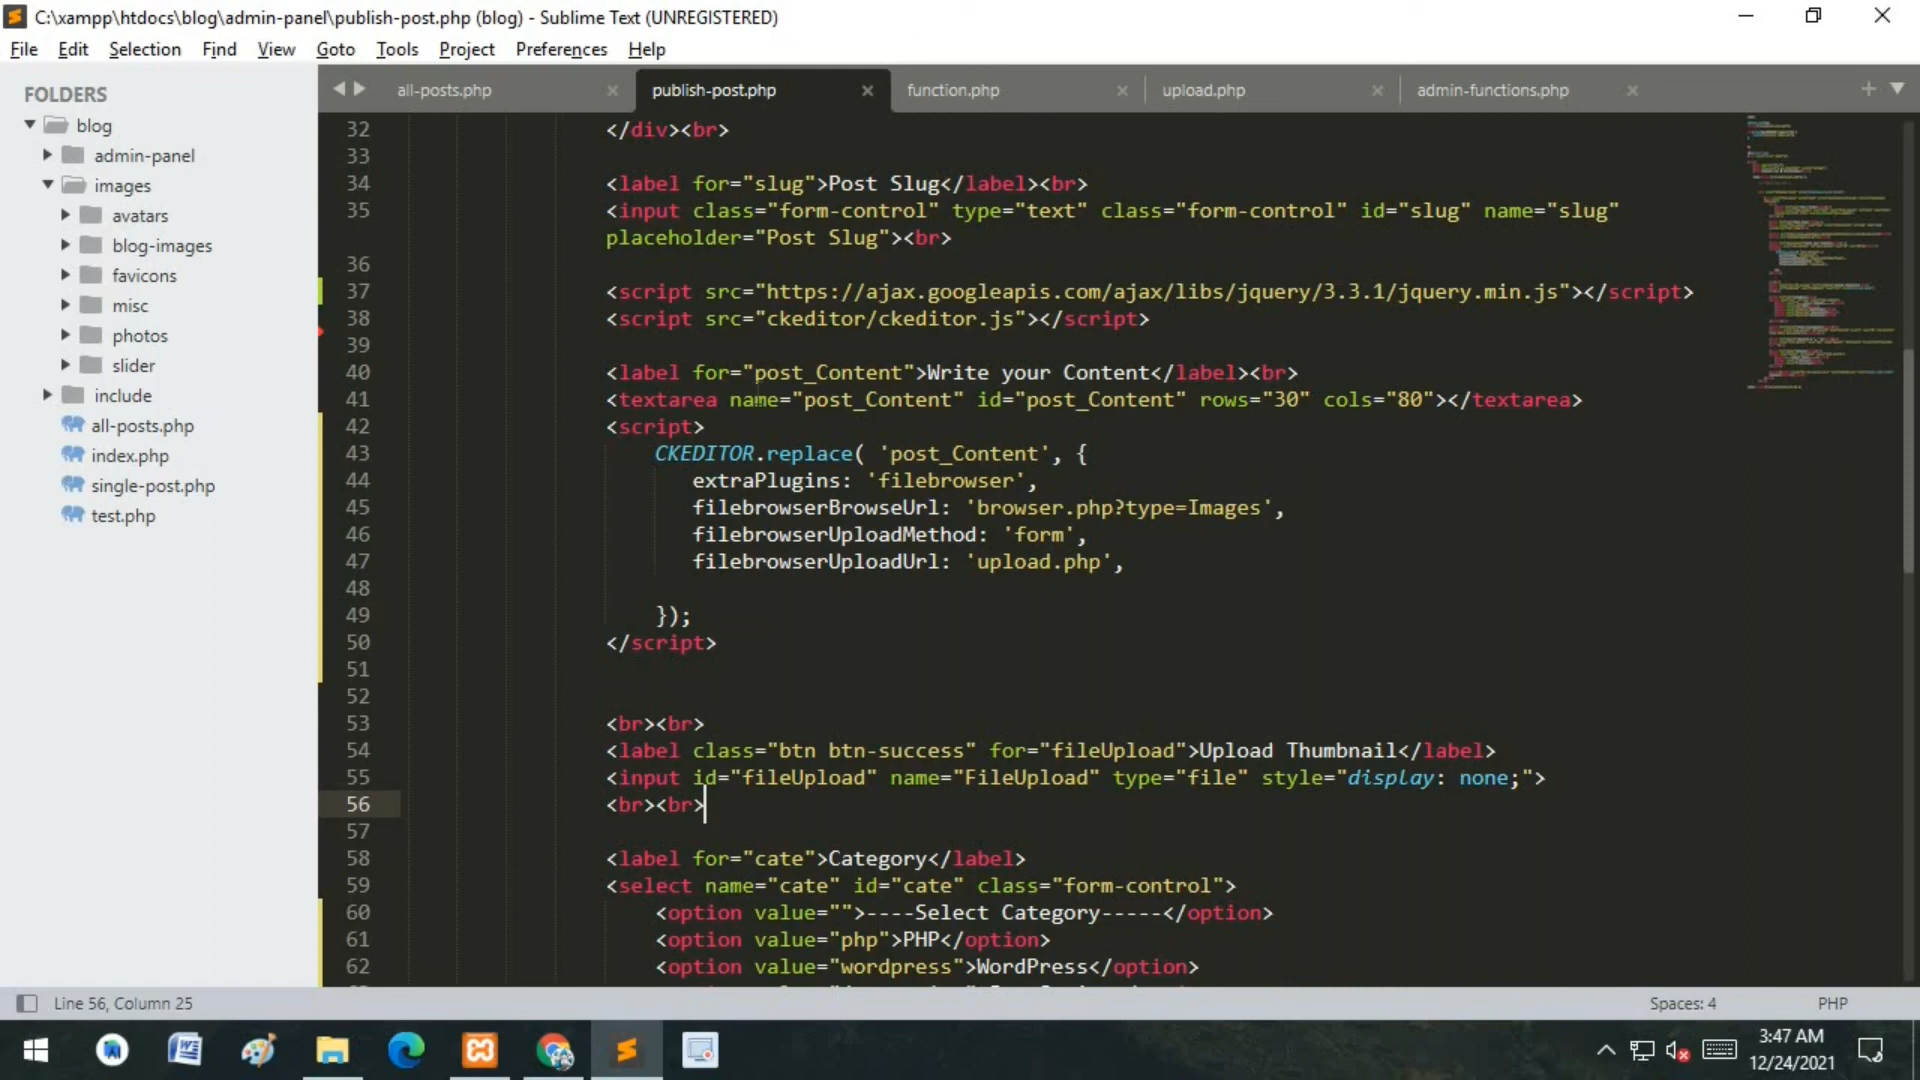 C:\xampp\htdocs\blog\admin-panel\publish-post.php (blog) - Sublime Text (UNREGISTERED)
File Edit Selection Find View Goto Tools Project Preferences Help
FOLDERS
blog
admin-panel
images
avatars
blog-images
favicons
misc
photos
slider
include
all-posts.php
index.php
single-post.php
test.php
all-posts.php publish-post.php function.php upload.php admin-functions.php
32 </div><br>
33
34 <label for="slug">Post Slug</label><br>
35 <input class="form-control" type="text" class="form-control" id="slug" name="slug"
placeholder="Post Slug"><br>
36
37 <script src="https://ajax.googleapis.com/ajax/libs/jquery/3.3.1/jquery.min.js"></script>
38 <script src="ckeditor/ckeditor.js"></script>
39
40 <label for="post_Content">Write your Content</label><br>
41 <textarea name="post_Content" id="post_Content" rows="30" cols="80"></textarea>
42 <script>
43 CKEDITOR.replace( 'post_Content', {
44 extraPlugins: 'filebrowser',
45 filebrowserBrowseUrl: 'browser.php?type=Images',
46 filebrowserUploadMethod: 'form',
47 filebrowserUploadUrl: 'upload.php',
48
49 });
50 </script>
51
52
53 <br><br>
54 <label class="btn btn-success" for="fileUpload">Upload Thumbnail</label>
55 <input id="fileUpload" name="FileUpload" type="file" style="display: none;">
56 <br><br>
57
58 <label for="cate">Category</label>
59 <select name="cate" id="cate" class="form-control">
60 <option value="">----Select Category-----</option>
61 <option value="php">PHP</option>
62 <option value="wordpress">WordPress</option>
Line 56, Column 25 Spaces: 4 PHP
3:47 AM
12/24/2021